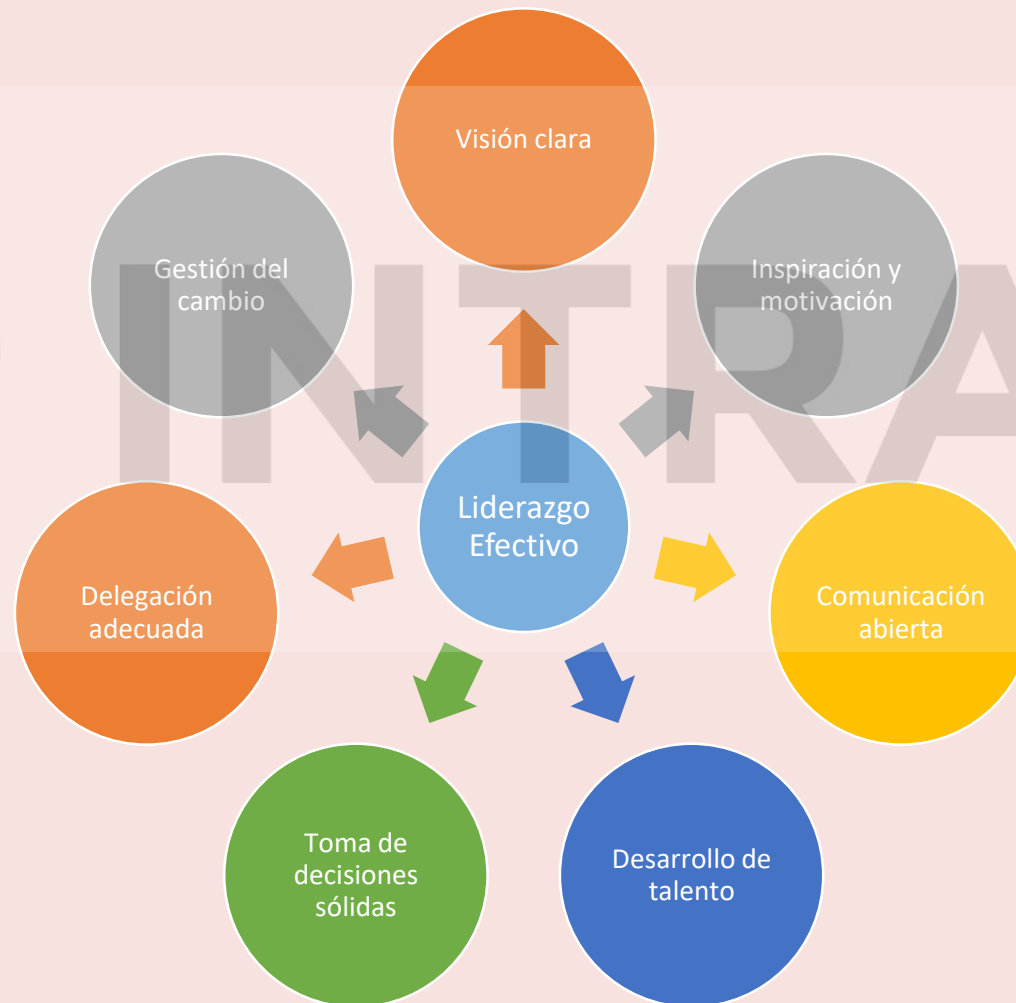 Visión clara
Inspiración y
motivación
Comunicación
abierta
Desarrollo de
talento
Toma de
decisiones
sólidas
Delegación
adecuada
Gestión del
cambio
Liderazgo
Efectivo
INTRA